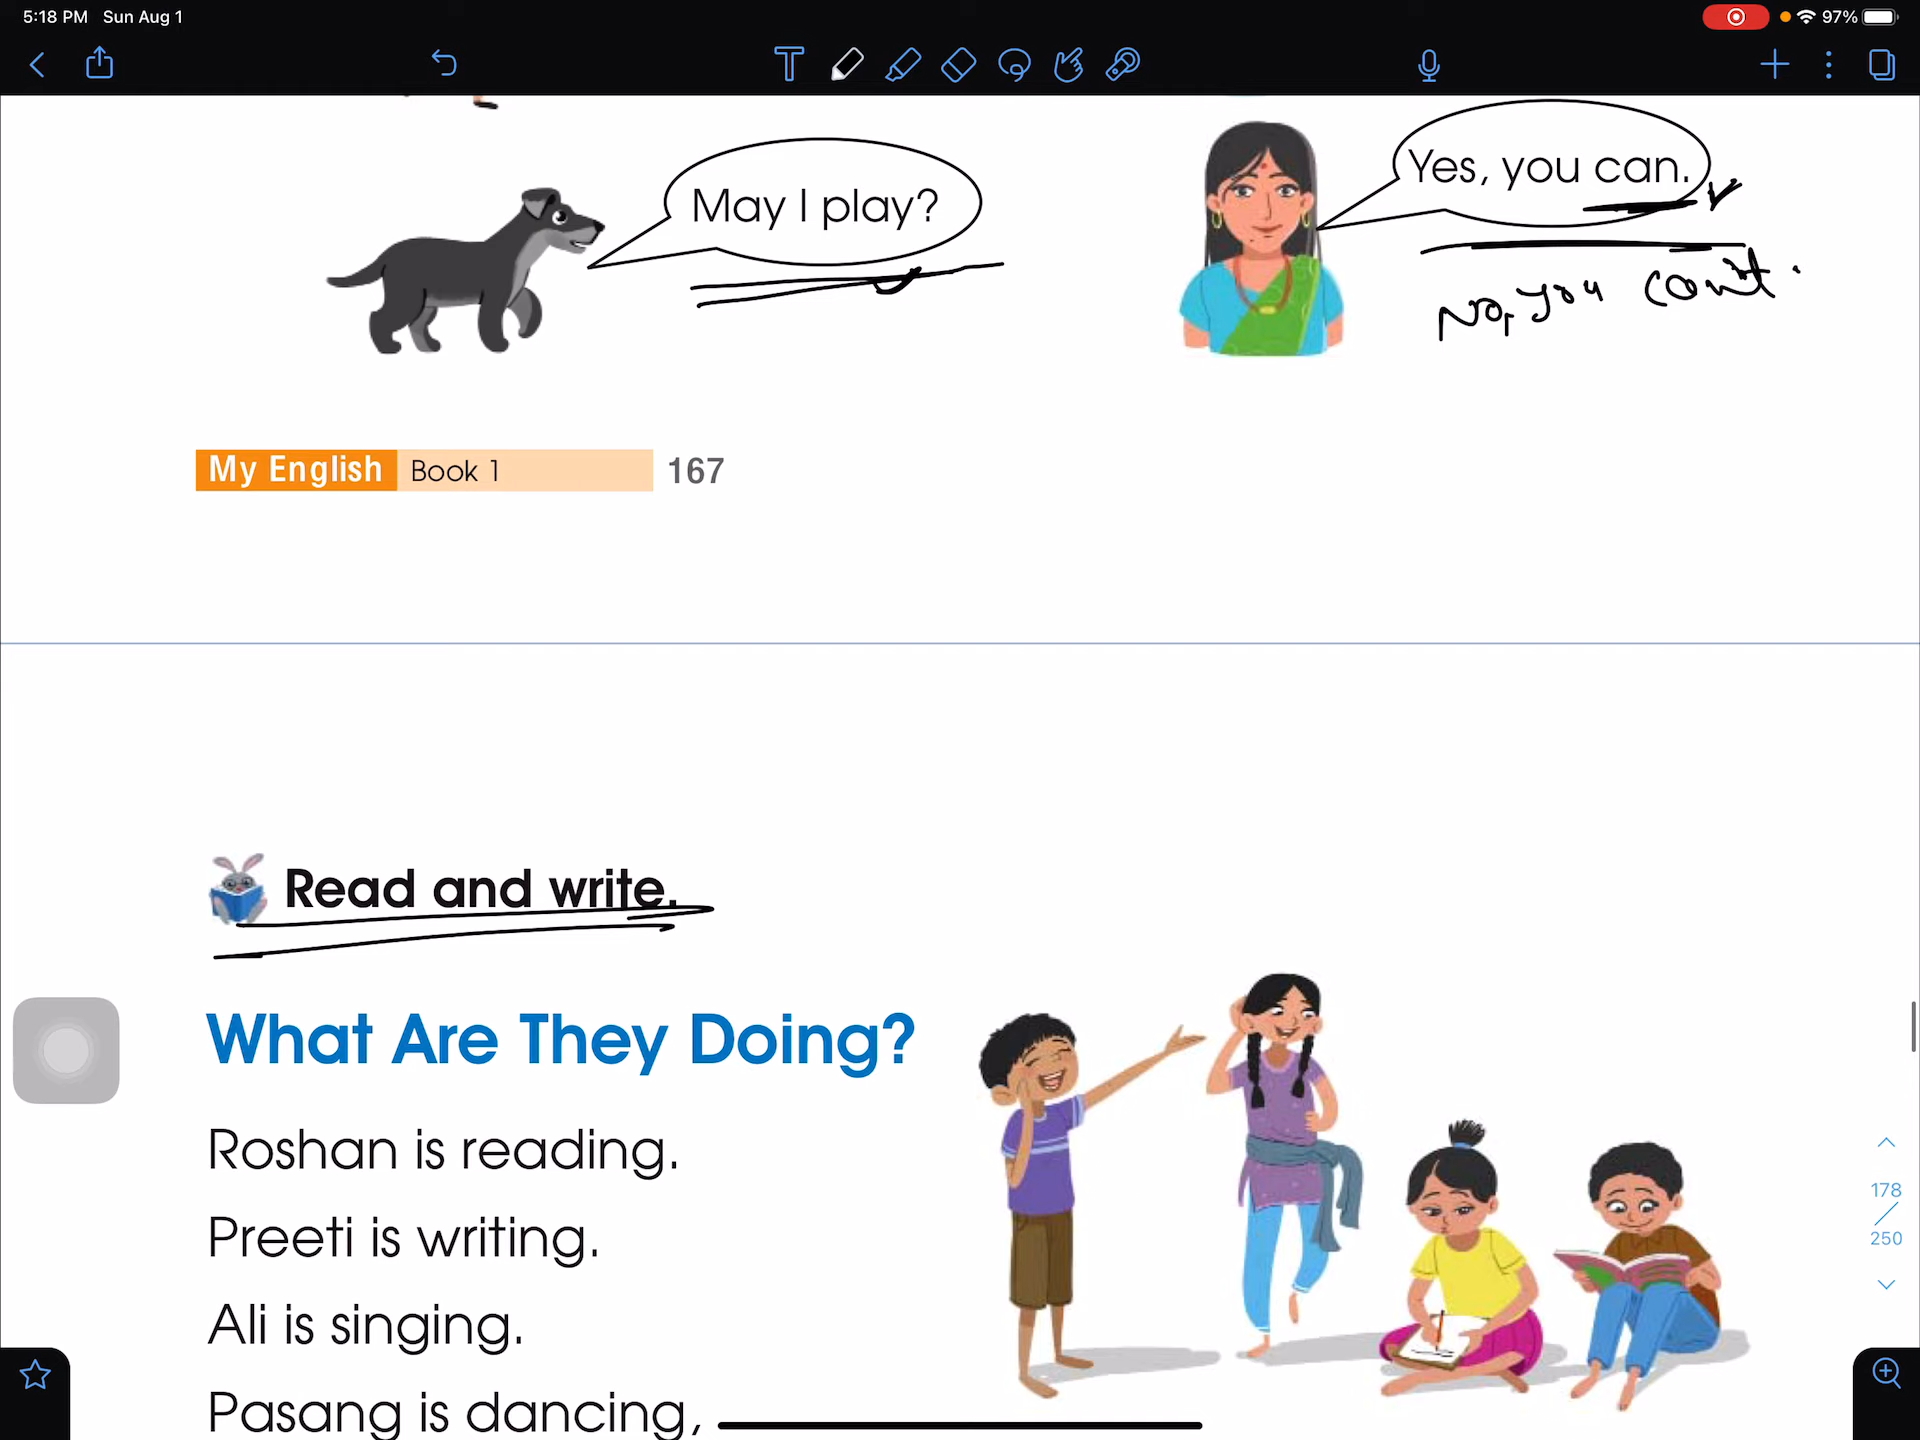 5:18 PM Sun Aug 1
97%
May I play?
Yes, you can.
No, you can't.
My English Book 1 167
Read and write.
What Are They Doing?
Roshan is reading.
Preeti is writing.
Ali is singing.
Pasang is dancing,
178
250